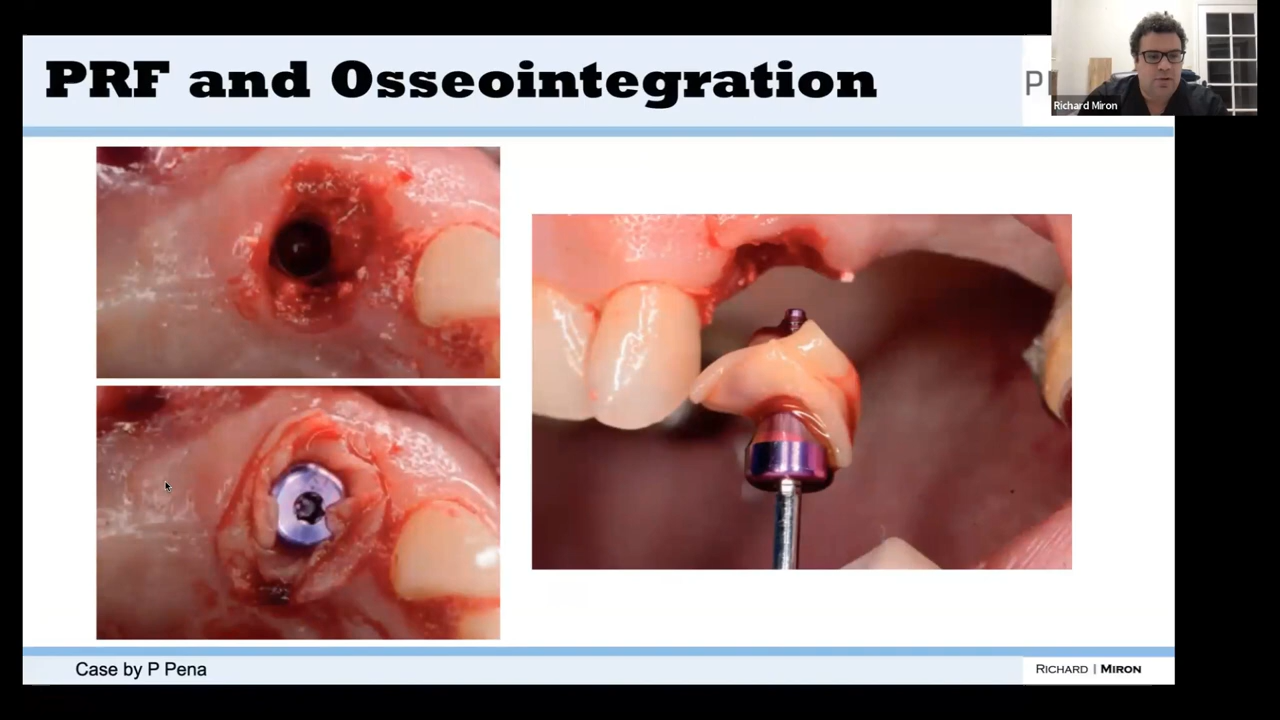 PRF and Osseointegration
Richard Miron
Case by P Pena
RICHARD | MIRON